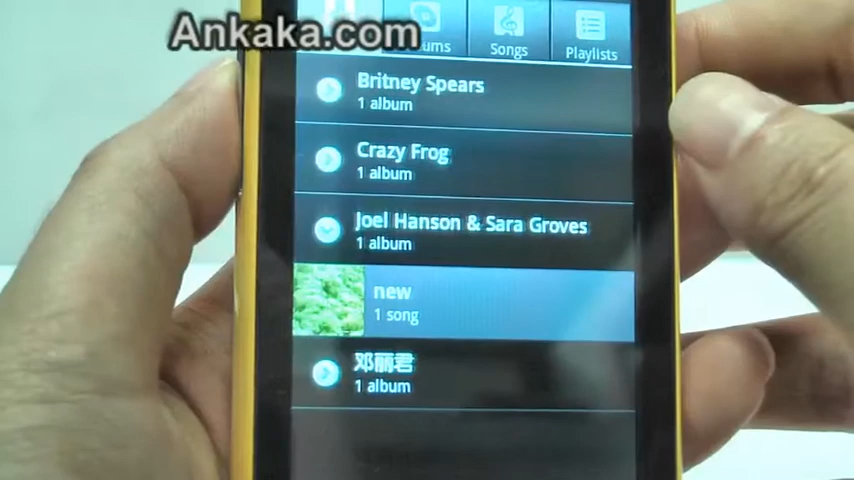 Ankaka.com
Songs
Playlists
Britney Spears
1 album
Crazy Frog
1 album
Joel Hanson & Sara Groves
1 album
new
1 song
邓丽君
1 album